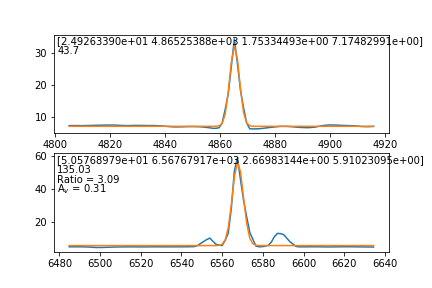 [2.49263390e+01 4.86525388e+03 1.75334493e+00 7.17482991e+00]
43.7
30
20
10
4800 4820 4840 4860 4880 4900 4920
[5.05768979e+01 6.56767917e+03 2.66983144e+00 5.91023095e+00]
135.03
Ratio = 3.09
Av = 0.31
60
40
20
6480 6500 6520 6540 6560 6580 6600 6620 6640